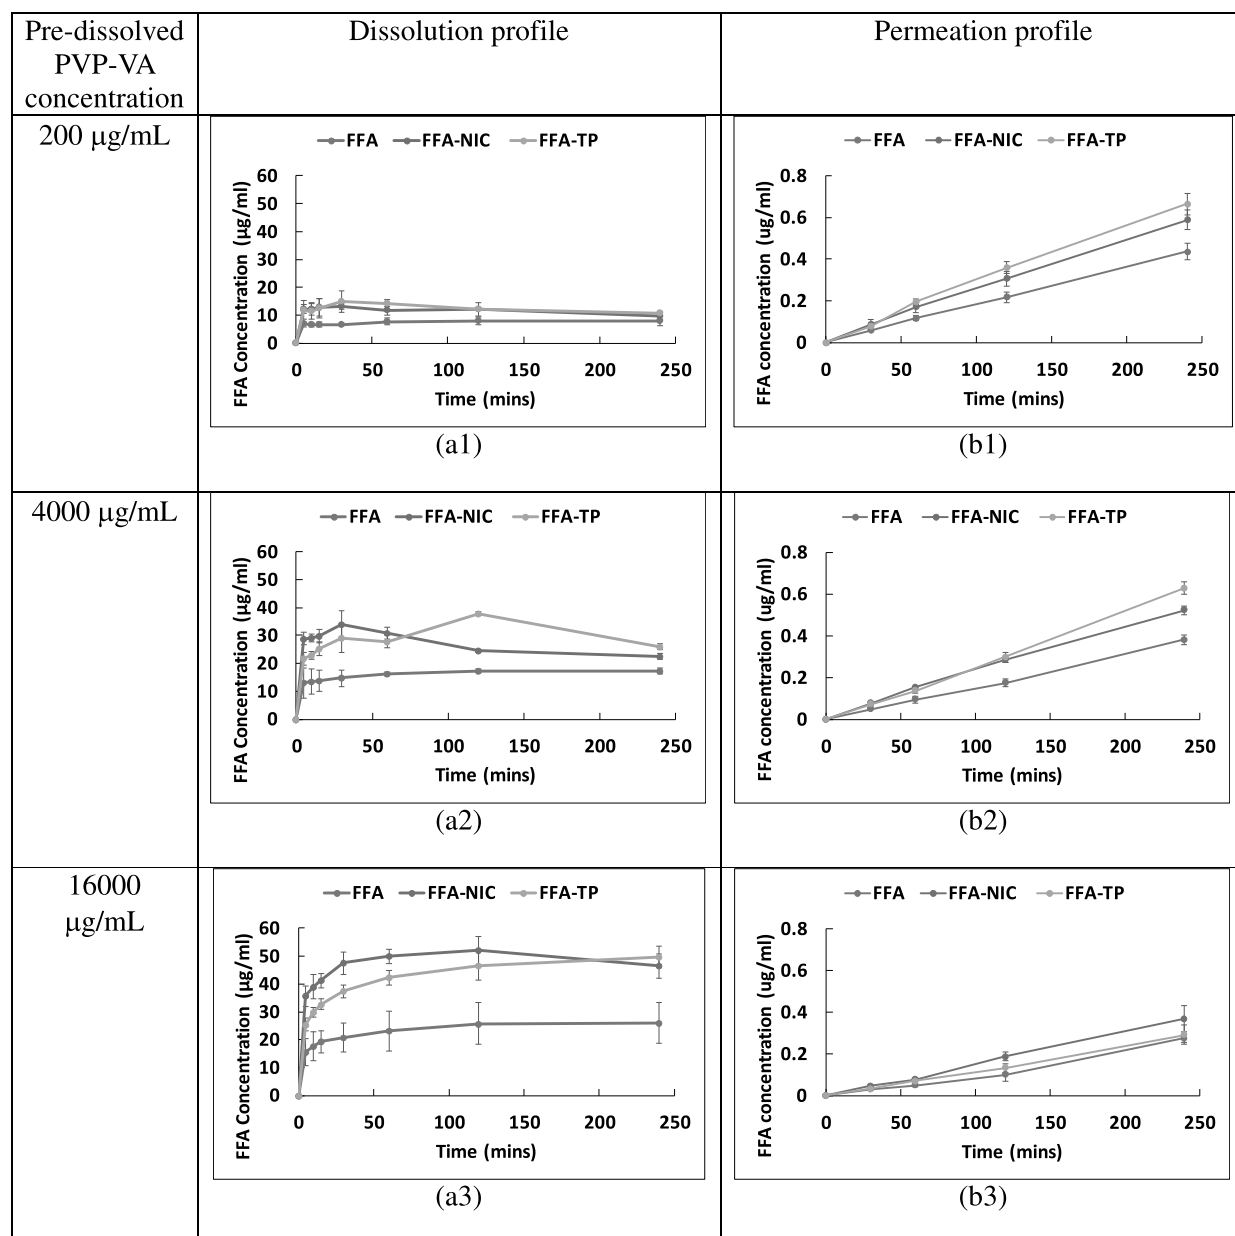 Pre-dissolved
PVP-VA
concentration
Dissolution profile
Permeation profile
200 µg/mL
FFA FFA-NIC FFA-TP
FFA Concentration (µg/ml)
60
50
40
30
20
10
0
0 50 100 150 200 250
Time (mins)
(a1)
FFA FFA-NIC FFA-TP
FFA concentration (ug/ml)
0.8
0.6
0.4
0.2
0
0 50 100 150 200 250
Time (mins)
(b1)
4000 µg/mL
FFA FFA-NIC FFA-TP
FFA Concentration (µg/ml)
60
50
40
30
20
10
0
0 50 100 150 200 250
Time (mins)
(a2)
FFA FFA-NIC FFA-TP
FFA concentration (ug/ml)
0.8
0.6
0.4
0.2
0
0 50 100 150 200 250
Time (mins)
(b2)
16000
µg/mL
FFA FFA-NIC FFA-TP
FFA Concentration (µg/ml)
60
50
40
30
20
10
0
0 50 100 150 200 250
Time (mins)
(a3)
FFA FFA-NIC FFA-TP
FFA concentration (ug/ml)
0.8
0.6
0.4
0.2
0
0 50 100 150 200 250
Time (mins)
(b3)